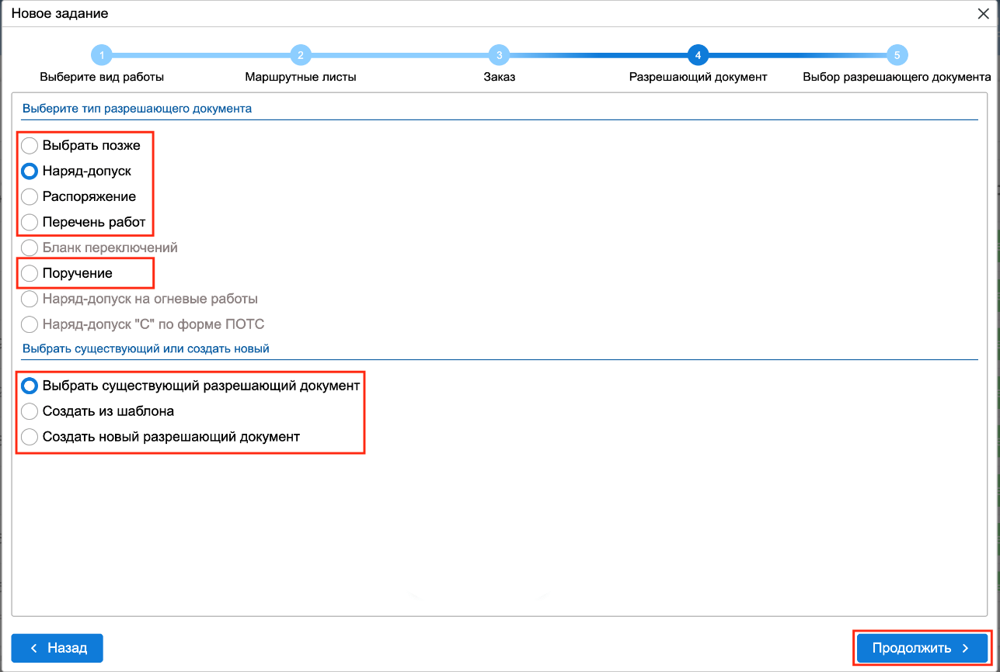 Новое задание
1
2
3
4
5
Выберите вид работы
Маршрутные листы
Заказ
Разрешающий документ
Выбор разрешающего документа
Выберите тип разрешающего документа
Выбрать позже
Наряд-допуск
Распоряжение
Перечень работ
Бланк переключений
Поручение
Наряд-допуск на огневые работы
Наряд-допуск "С" по форме ПОТС
Выбрать существующий или создать новый
Выбрать существующий разрешающий документ
Создать из шаблона
Создать новый разрешающий документ
Назад
Продолжить